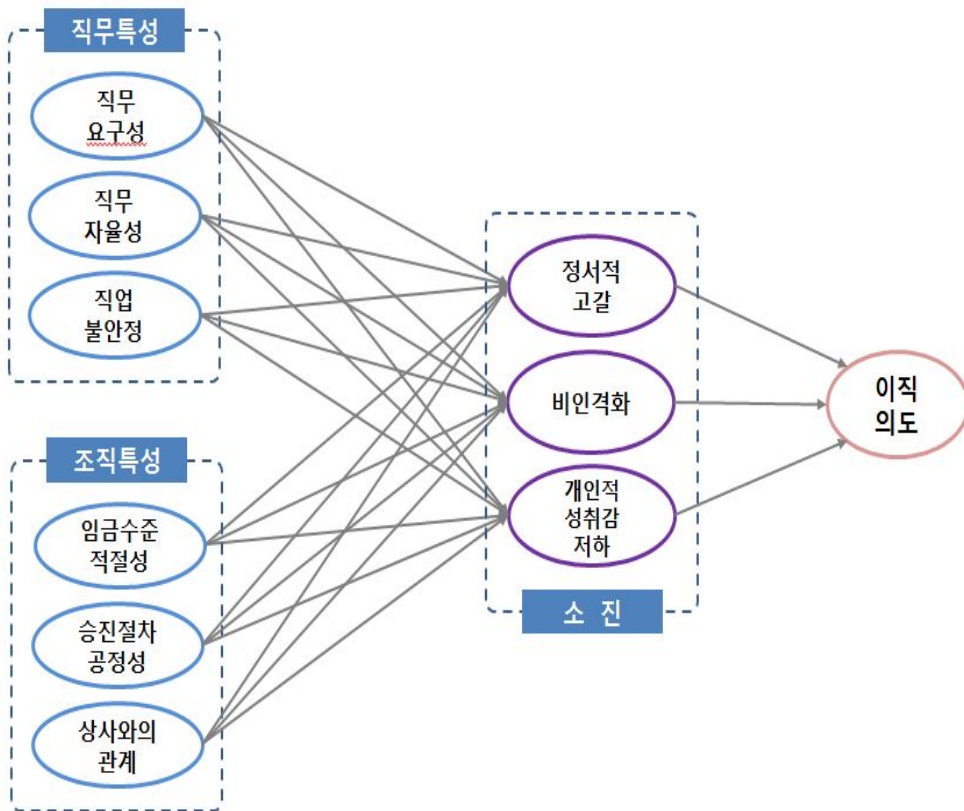 직무특성
직무
요구성
직무
자율성
직업
불안정
조직특성
임금수준
적절성
승진절차
공정성
상사와의
관계
정서적
고갈
비인격화
개인적
성취감
저하
소 진
이직
의도